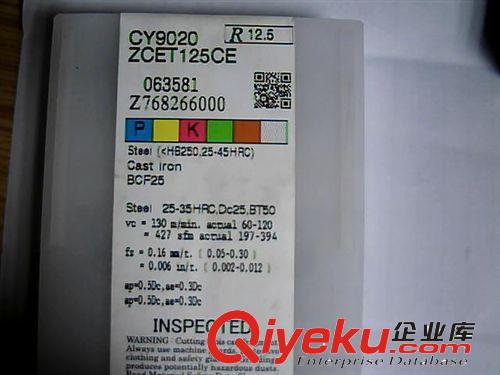 CY9020
ZCET125CE
R 12.5
063581
Z768266000
P K
Steel (<HB250,25-45HRC)
Cast iron
BCF25
Steel 25-35HRC,Dc25,BT50
vc = 130 m/min. actual 60-120
= 427 sfm actual 197-394
fz = 0.16 mm/t. ( 0.05-0.30)
= 0.006 in/t. ( 0.002-0.012)
ap=0.5Dc,ae=0.3Dc
ap=0.5Dc,ae=0.3Dc
INSPECTED
WARNING : Cutting
Always use machine
clothing and safety
produces potentially hazardous dusts.
Qiyeku.com 企业库
Enterprise Database